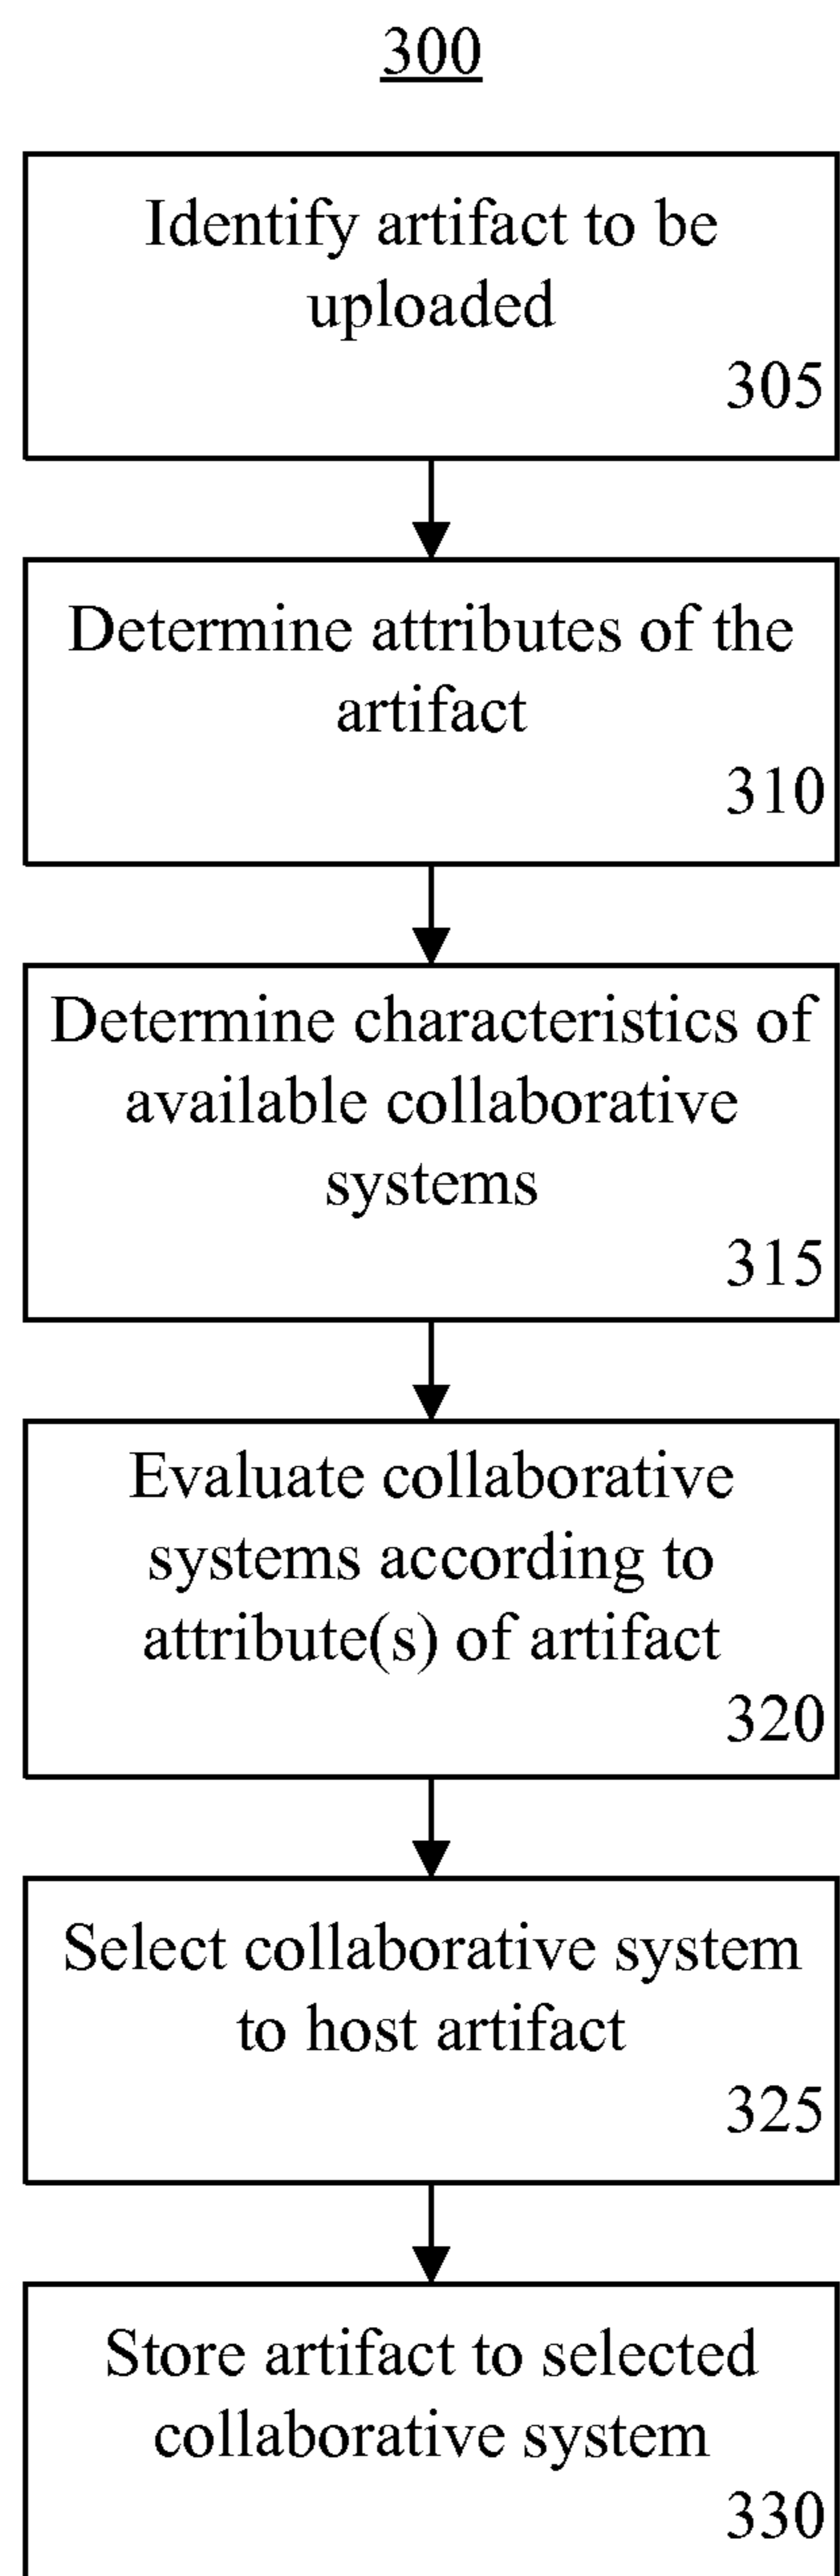 300
Identify artifact to be
uploaded
305
Determine attributes of the
artifact
310
Determine characteristics of
available collaborative
systems
315
Evaluate collaborative
systems according to
attribute(s) of artifact
320
Select collaborative system
to host artifact
325
Store artifact to selected
collaborative system
330